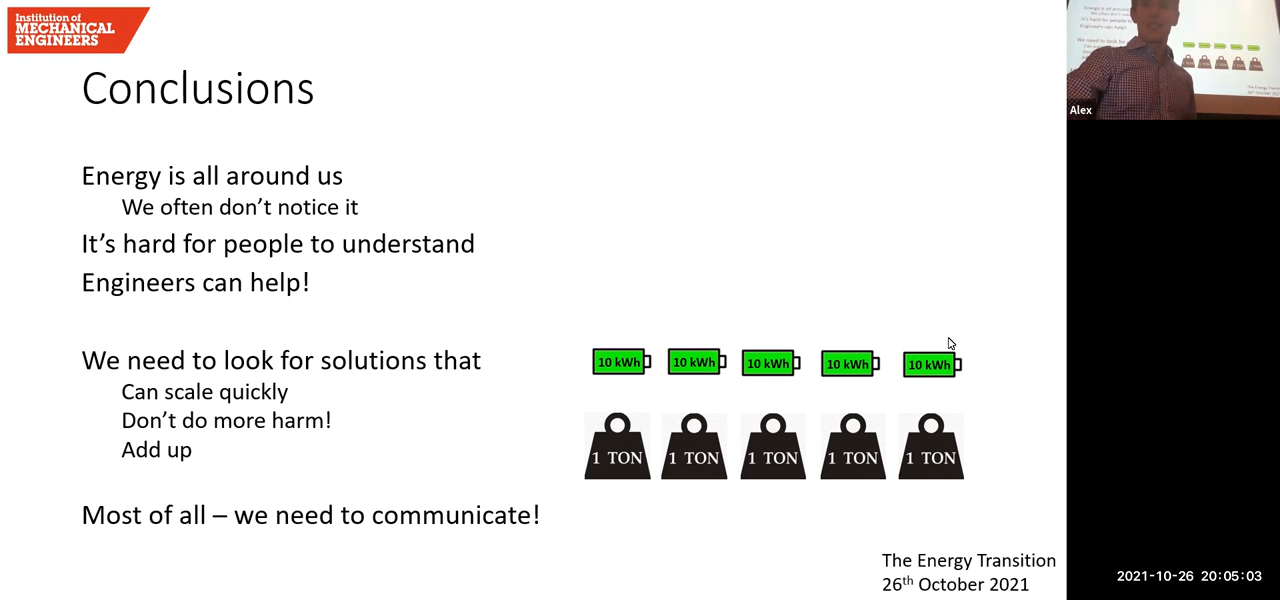 Institution of
MECHANICAL
ENGINEERS
Conclusions
Energy is all around us
We often don't notice it
It's hard for people to understand
Engineers can help!
We need to look for solutions that
Can scale quickly
Don't do more harm!
Add up
10 kWh 10 kWh 10 kWh 10 kWh 10 kWh
1 TON 1 TON 1 TON 1 TON 1 TON
Most of all – we need to communicate!
The Energy Transition
26th October 2021
Alex
2021-10-26 20:05:03